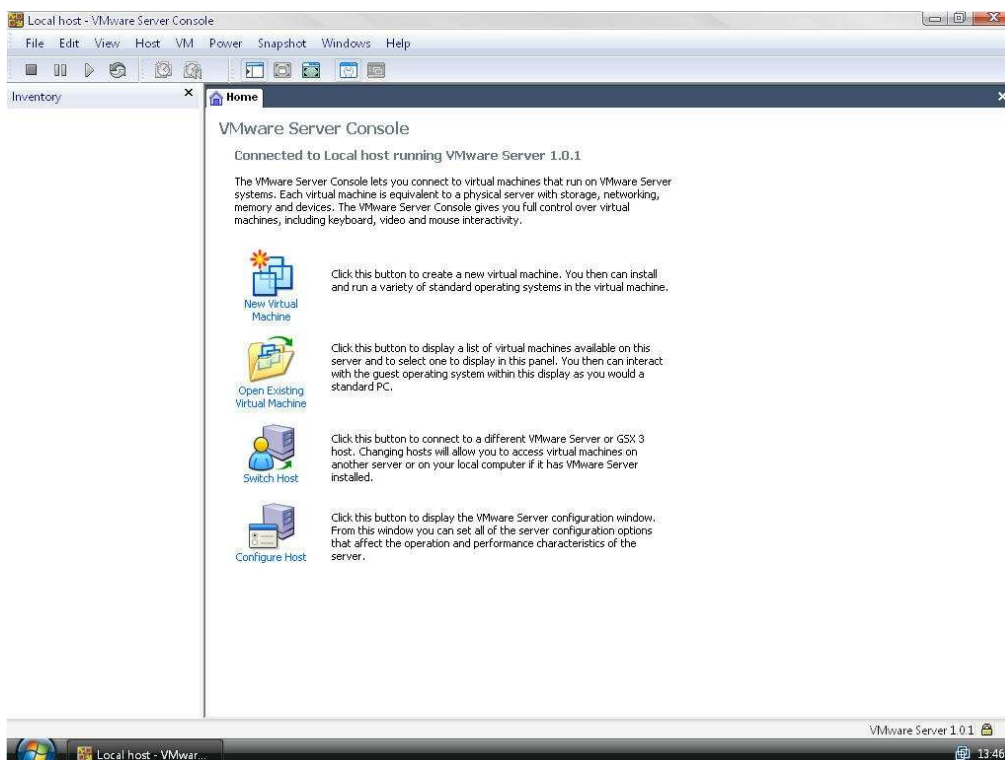 Local host - VMware Server Console
File Edit View Host VM Power Snapshot Windows Help
Inventory
Home
VMware Server Console
Connected to Local host running VMware Server 1.0.1
The VMware Server Console lets you connect to virtual machines that run on VMware Server
systems. Each virtual machine is equivalent to a physical server with storage, networking,
memory and devices. The VMware Server Console gives you full control over virtual
machines, including keyboard, video and mouse interactivity.
New Virtual
Machine
Click this button to create a new virtual machine. You then can install
and run a variety of standard operating systems in the virtual machine.
Open Existing
Virtual Machine
Click this button to display a list of virtual machines available on this
server and to select one to display in this panel. You then can interact
with the guest operating system within this display as you would a
standard PC.
Switch Host
Click this button to connect to a different VMware Server or GSX 3
host. Changing hosts will allow you to access virtual machines on
another server or on your local computer if it has VMware Server
installed.
Configure Host
Click this button to display the VMware Server configuration window.
From this window you can set all of the server configuration options
that affect the operation and performance characteristics of the
server.
VMware Server 1.0.1
Local host - VMwar...
13:46